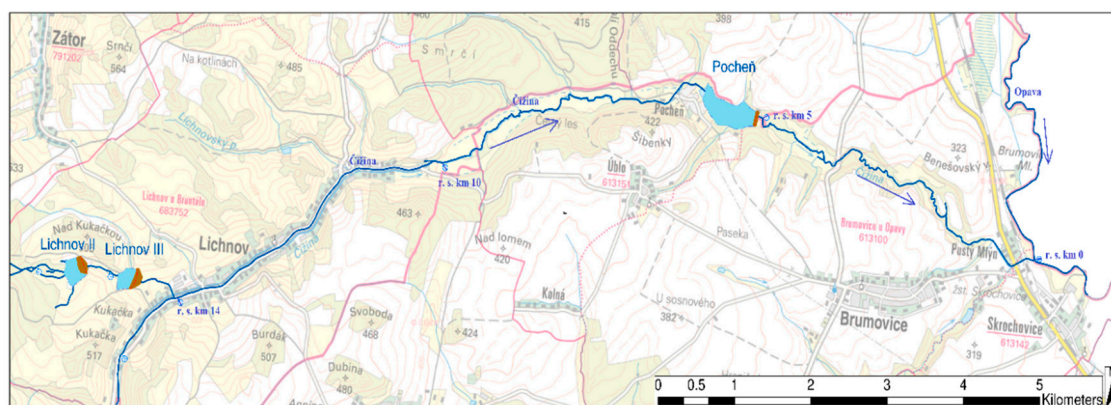 Zátor
791202
Srnčí
564
Na kotlinách
485
460
Smrčí
415
388
Pocheň
Čížina
Pocheň
422
Šibenky
r. s. km 5
Opava
323
Benešovský v.
Lichnovský p.
533
Čížina
r. s. km 10
Úblo
613151
Čížina
Lichnov u Bruntálu
683752
463
Nad Kukačkou
Lichnov II
Lichnov III
Lichnov
Čížina
Nad lomem
420
Paseka
Brumovice u Opavy
613100
Pustý Mlýn
r. s. km 0
Kukačka
r. s. km 14
Kukačka
517
Burdák
507
Svoboda
468
424
Kolná
U sosnového
382
Brumovice
žst. Skrochovice
Skrochovice
613142
319
Dubina
480
0 0.5 1 2 3 4 5
Kilometers